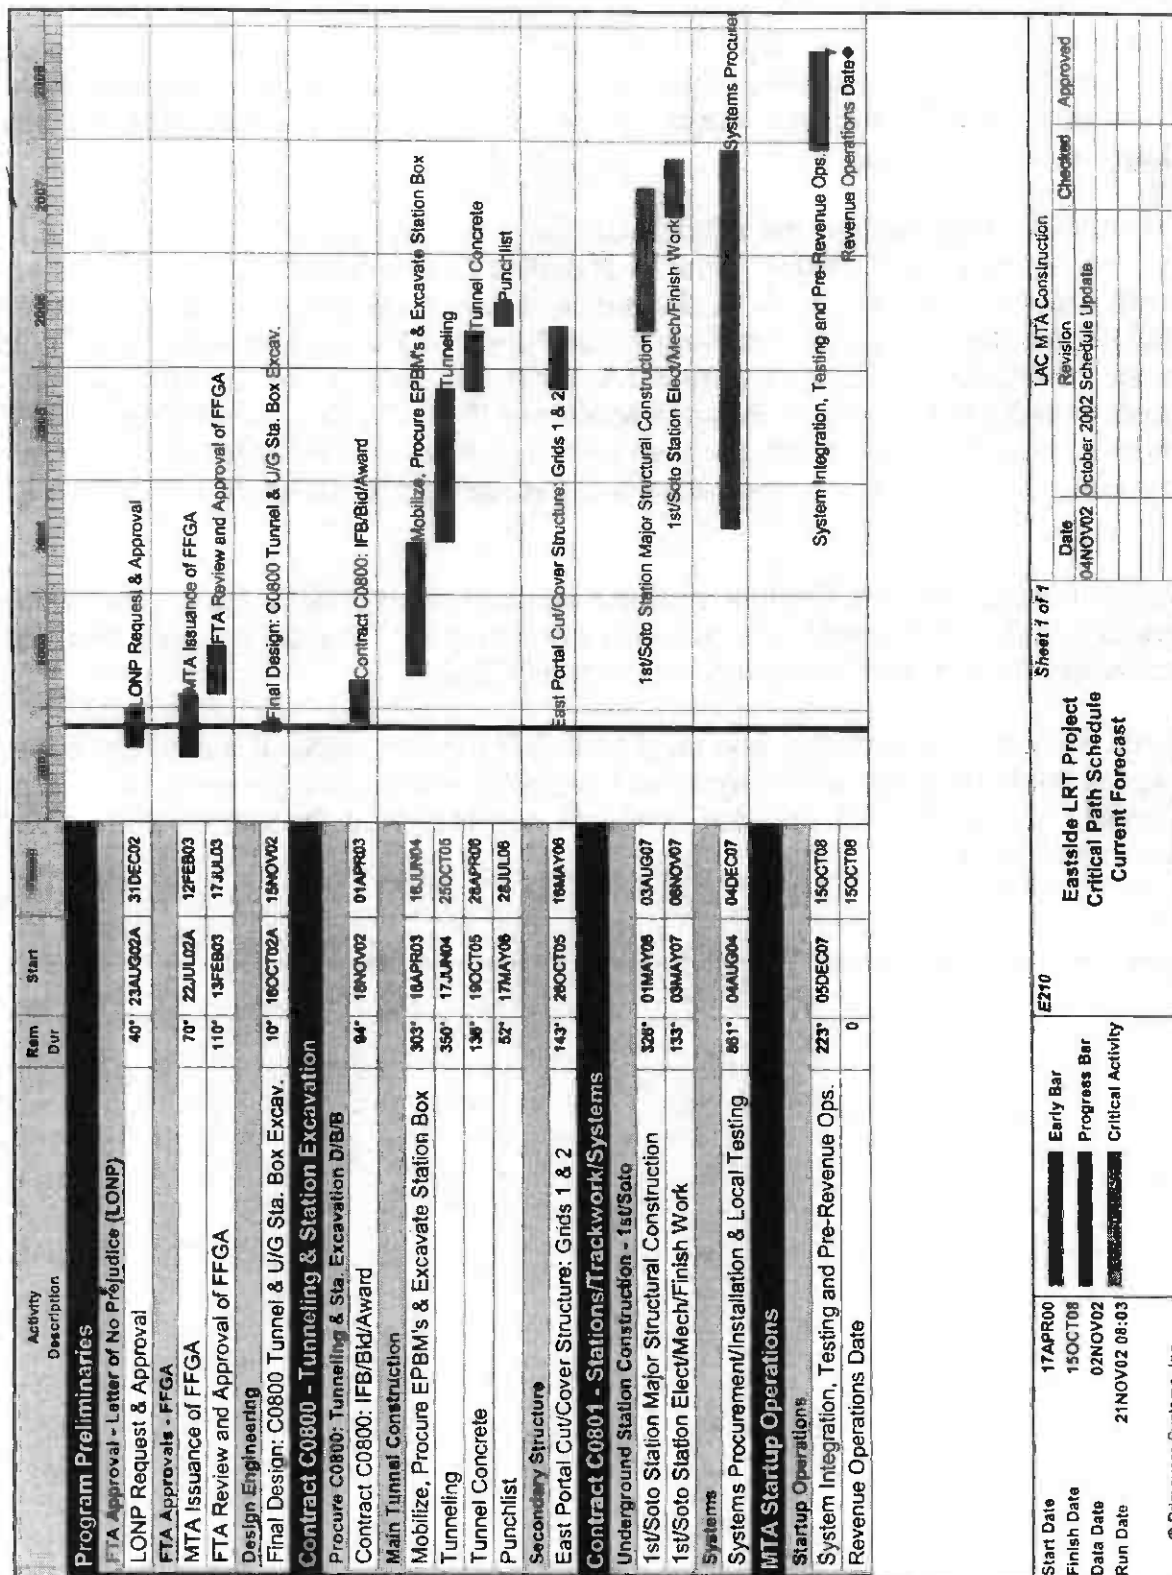 Activity Description Rem Dur Start
2006 2007
Program Preliminaries
FTA Approval - Letter of No Prejudice (LONP)
LONP Request & Approval 40* 23AUG02A 31DEC02 LONP Request & Approval
FTA Approvals - FFGA
MTA Issuance of FFGA 70* 22JUL02A 12FEB03 MTA Issuance of FFGA
FTA Review and Approval of FFGA 110* 13FEB03 17JUL03 FTA Review and Approval of FFGA
Design Engineering
Final Design: C0800 Tunnel & U/G Sta. Box Excav. 10* 16OCT02A 15NOV02 Final Design: C0800 Tunnel & U/G Sta. Box Excav.
Contract C0800 - Tunneling & Station Excavation
Procure C0800: Tunneling & Sta. Excavation D/B/B
Contract C0800: IFB/Bid/Award 94* 18NOV02 01APR03 Contract C0800: IFB/Bid/Award
Main Tunnel Construction
Mobilize, Procure EPBM's & Excavate Station Box 303* 16APR03 16JUN04 Mobilize, Procure EPBM's & Excavate Station Box
Tunneling 350* 17JUN04 25OCT05 Tunneling
Tunnel Concrete 136* 19OCT05 28APR06 Tunnel Concrete
Punchlist 52* 17MAY06 28JUL06 Punchlist
Secondary Structure
East Portal Cut/Cover Structure: Grids 1 & 2 143* 26OCT05 16MAY06 East Portal Cut/Cover Structure: Grids 1 & 2
Contract C0801 - Stations/Trackwork/Systems
Underground Station Construction - 1st/Soto
1st/Soto Station Major Structural Construction 326* 01MAY06 03AUG07 1st/Soto Station Major Structural Construction
1st/Soto Station Elect/Mech/Finish Work 133* 03MAY07 06NOV07 1st/Soto Station Elect/Mech/Finish Work
Systems
Systems Procurement/Installation & Local Testing 861* 04AUG04 04DEC07 Systems Procure
MTA Startup Operations
Startup Operations
System Integration, Testing and Pre-Revenue Ops. 223* 05DEC07 15OCT08 System Integration, Testing and Pre-Revenue Ops.
Revenue Operations Date 0 15OCT08 Revenue Operations Date
Start Date 17APR00
Finish Date 15OCT08
Data Date 02NOV02
Run Date 21NOV02 08:03
Early Bar
Progress Bar
Critical Activity
E210
Sheet 1 of 1
Eastside LRT Project
Critical Path Schedule
Current Forecast
LAC MTA Construction
Date Revision Checked Approved
04NOV02 October 2002 Schedule Update